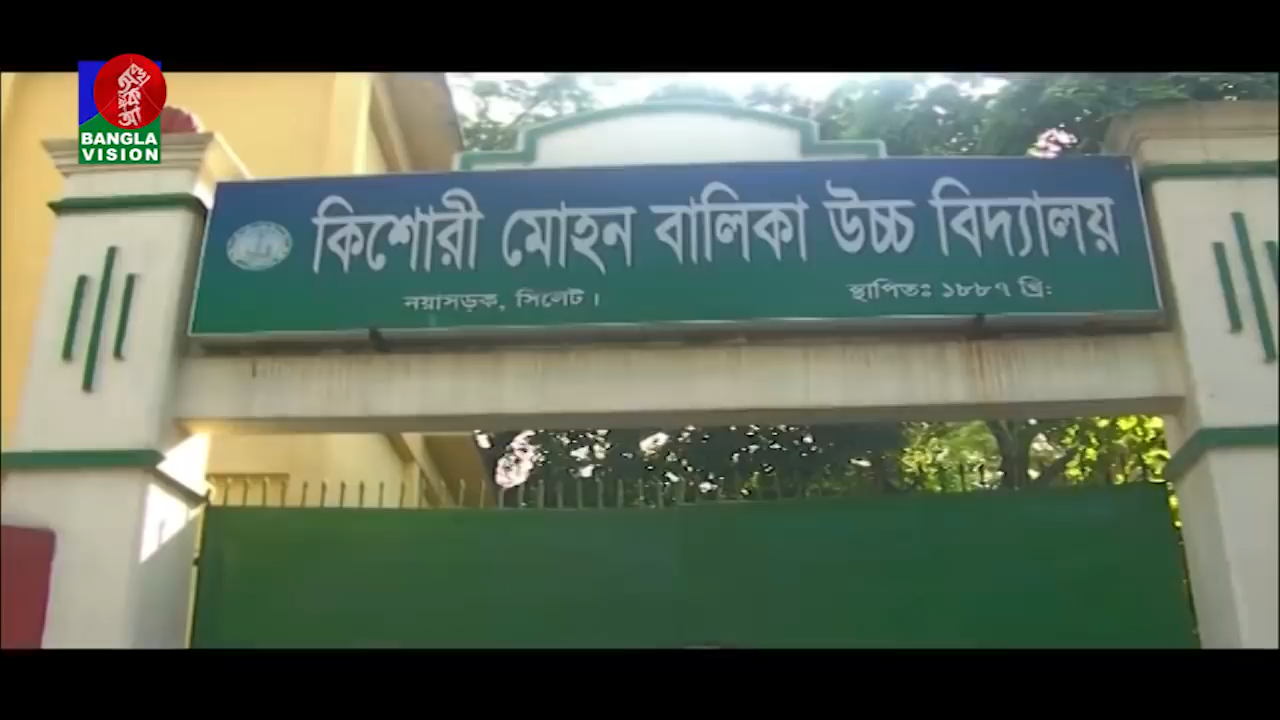 BANGLA
VISION
কিশোরী মোহন বালিকা উচ্চ বিদ্যালয়
নয়াসড়ক, সিলেট।
স্থাপিতঃ ১৮৮৭ খ্রি: